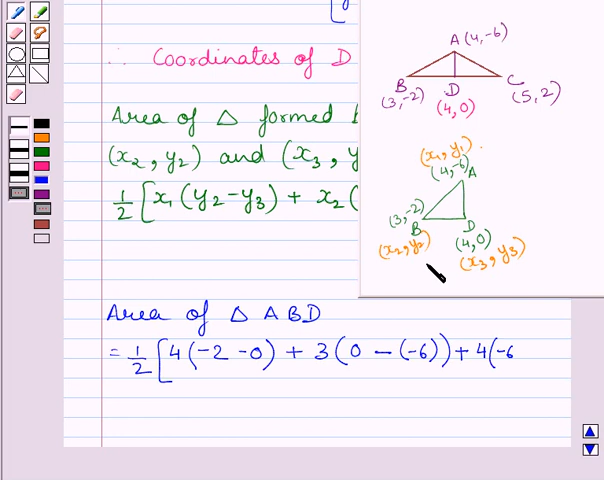 ∴ Coordinates of D
Area of △ formed
(x₂, y₂) and (x₃, y
1/2 [x₁(y₂-y₃) + x₂(
Area of △ ABD
= 1/2 [4(-2-0) + 3(0-(-6)) + 4(-6
A (4,-6)
B D C
(3,-2) (4,0) (5,2)
(x₁, y₁)
(4,-6) A
(3,-2)
B D
(x₂, y₂) (4,0)
(x₃, y₃)